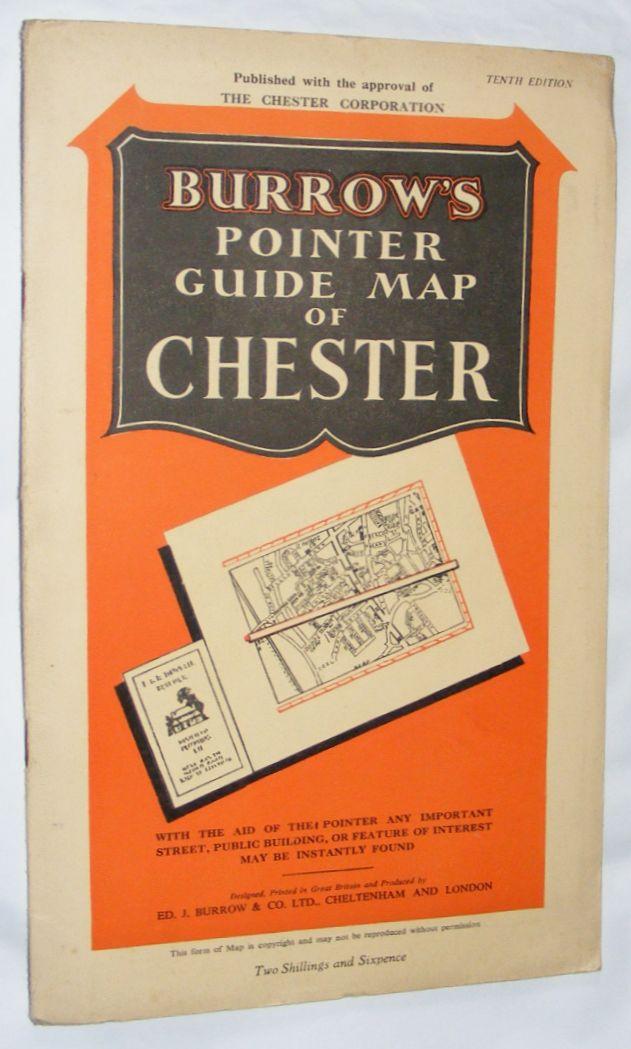 Published with the approval of
THE CHESTER CORPORATION
TENTH EDITION
BURROW'S
POINTER
GUIDE MAP
OF
CHESTER
WITH THE AID OF THE POINTER ANY IMPORTANT
STREET, PUBLIC BUILDING, OR FEATURE OF INTEREST
MAY BE INSTANTLY FOUND
Designed, Printed in Great Britain and Produced by
ED. J. BURROW & CO. LTD., CHELTENHAM AND LONDON
This form of Map is copyright and may not be reproduced without permission
Two Shillings and Sixpence